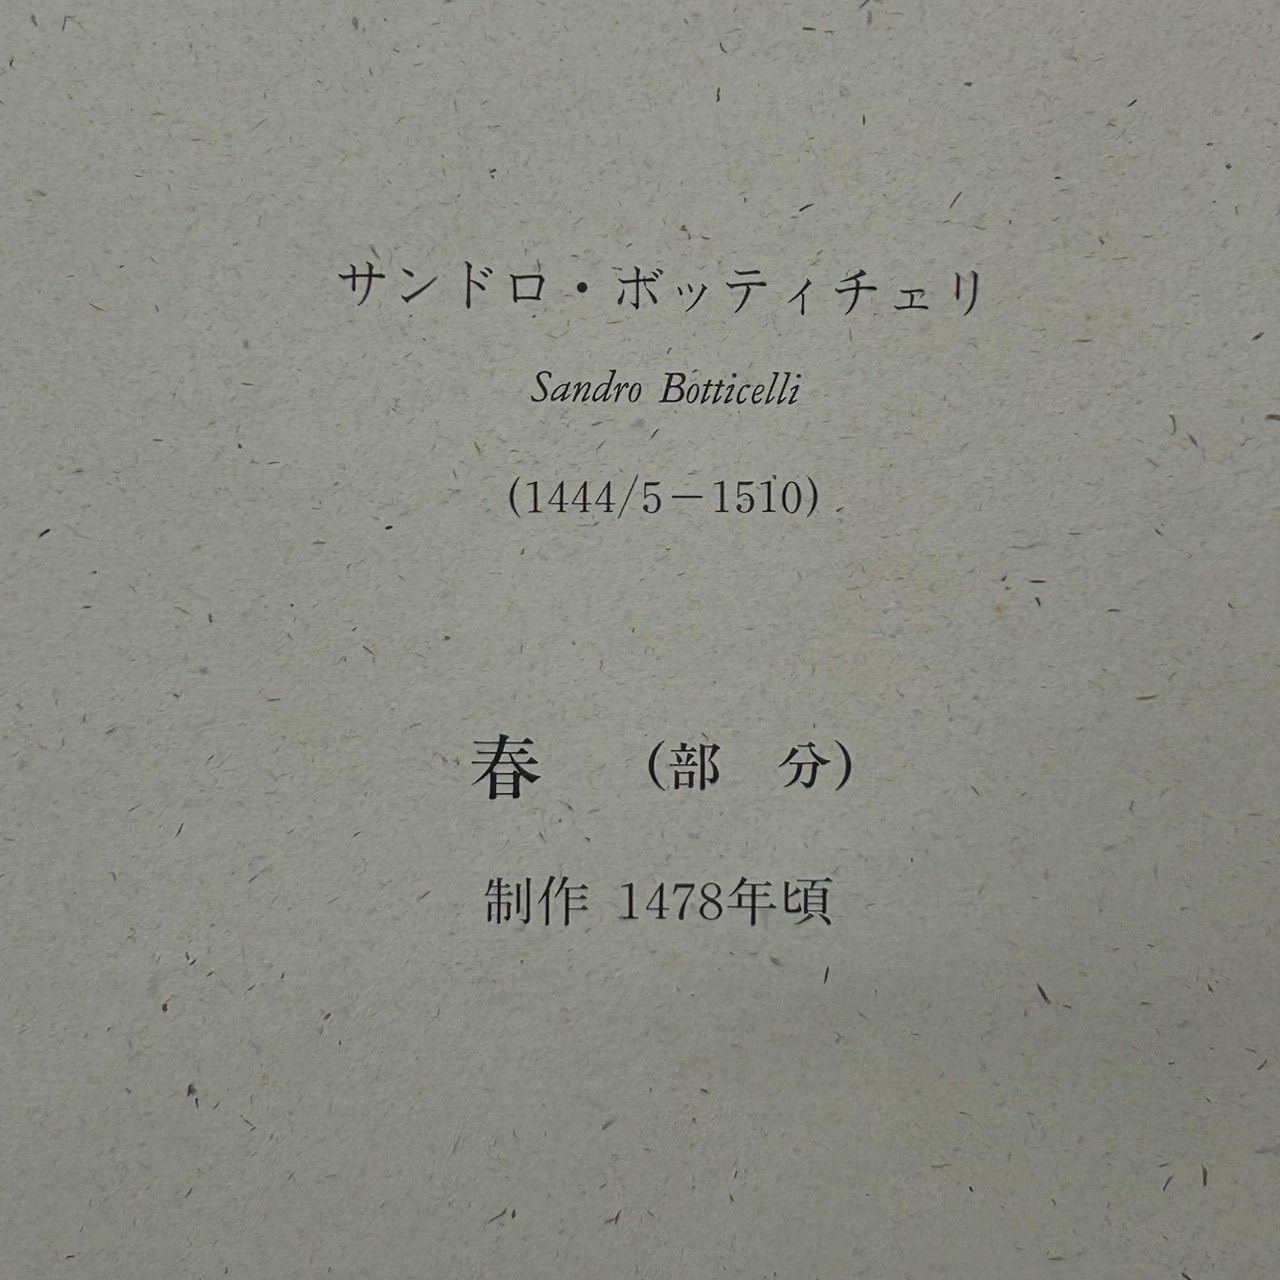 サンドロ・ボッティチェリ
Sandro Botticelli
(1444/5－1510)
春　(部　分)
制作 1478年頃